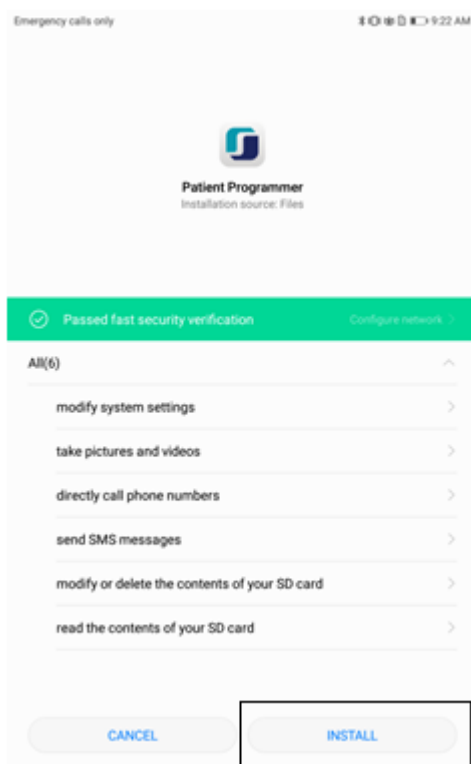 Emergency calls only 9:22 AM
Patient Programmer
Installation source: Files
Passed fast security verification Configure network >
All(6)
modify system settings
take pictures and videos
directly call phone numbers
send SMS messages
modify or delete the contents of your SD card
read the contents of your SD card
CANCEL INSTALL